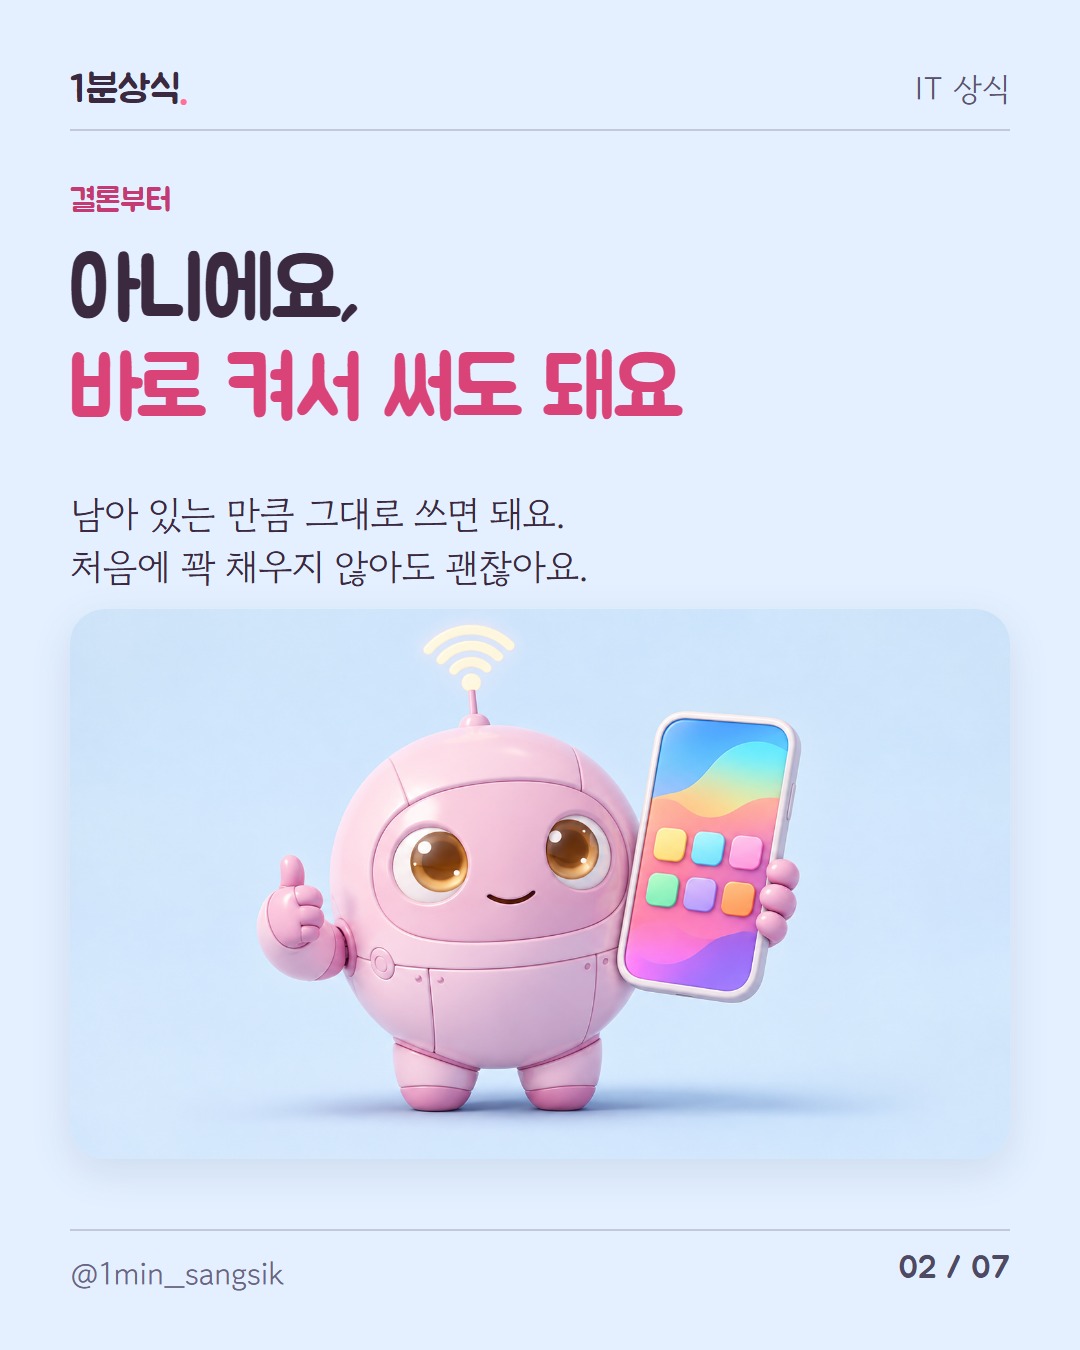 1분상식.
IT 상식
결론부터
아니에요,
바로 켜서 써도 돼요
남아 있는 만큼 그대로 쓰면 돼요.
처음에 꽉 채우지 않아도 괜찮아요.
@1min_sangsik
02 / 07